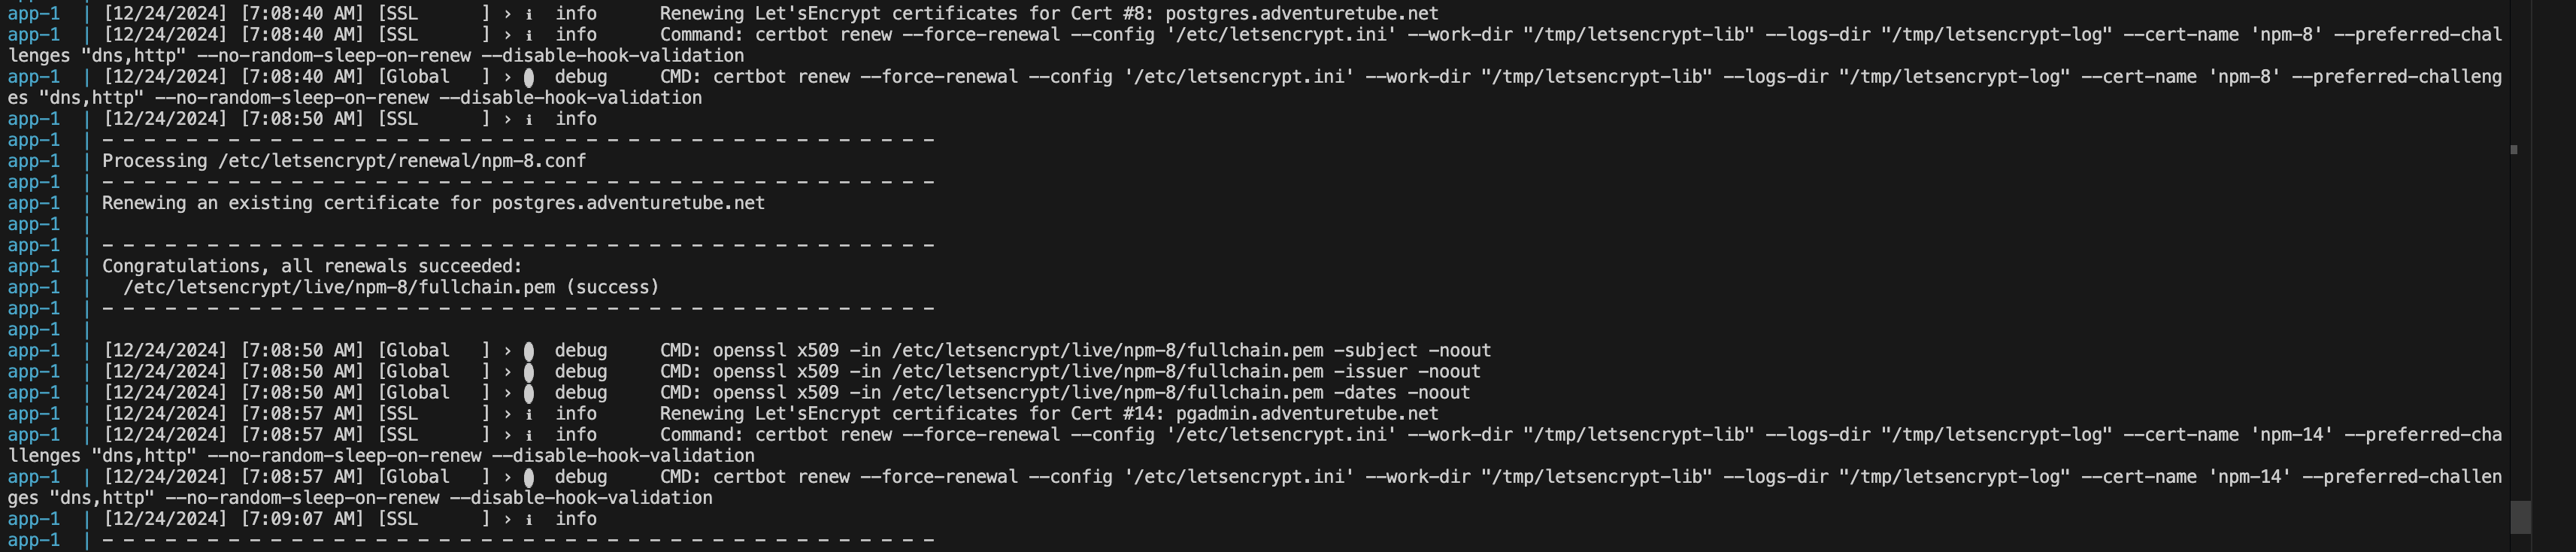 app-1 | [12/24/2024] [7:08:40 AM] [SSL      ] › ℹ  info      Renewing Let'sEncrypt certificates for Cert #8: postgres.adventuretube.net
app-1 | [12/24/2024] [7:08:40 AM] [SSL      ] › ℹ  info      Command: certbot renew --force-renewal --config '/etc/letsencrypt.ini' --work-dir "/tmp/letsencrypt-lib" --logs-dir "/tmp/letsencrypt-log" --cert-name 'npm-8' --preferred-chal
lenges "dns,http" --no-random-sleep-on-renew --disable-hook-validation
app-1 | [12/24/2024] [7:08:40 AM] [Global   ] › ⬤  debug     CMD: certbot renew --force-renewal --config '/etc/letsencrypt.ini' --work-dir "/tmp/letsencrypt-lib" --logs-dir "/tmp/letsencrypt-log" --cert-name 'npm-8' --preferred-challeng
es "dns,http" --no-random-sleep-on-renew --disable-hook-validation
app-1 | [12/24/2024] [7:08:50 AM] [SSL      ] › ℹ  info
app-1 | - - - - - - - - - - - - - - - - - - - - - - - - - - - - - - - - - - - - - - - -
app-1 | Processing /etc/letsencrypt/renewal/npm-8.conf
app-1 | - - - - - - - - - - - - - - - - - - - - - - - - - - - - - - - - - - - - - - - -
app-1 | Renewing an existing certificate for postgres.adventuretube.net
app-1 |
app-1 | - - - - - - - - - - - - - - - - - - - - - - - - - - - - - - - - - - - - - - - -
app-1 | Congratulations, all renewals succeeded:
app-1 |   /etc/letsencrypt/live/npm-8/fullchain.pem (success)
app-1 | - - - - - - - - - - - - - - - - - - - - - - - - - - - - - - - - - - - - - - - -
app-1 |
app-1 | [12/24/2024] [7:08:50 AM] [Global   ] › ⬤  debug     CMD: openssl x509 -in /etc/letsencrypt/live/npm-8/fullchain.pem -subject -noout
app-1 | [12/24/2024] [7:08:50 AM] [Global   ] › ⬤  debug     CMD: openssl x509 -in /etc/letsencrypt/live/npm-8/fullchain.pem -issuer -noout
app-1 | [12/24/2024] [7:08:50 AM] [Global   ] › ⬤  debug     CMD: openssl x509 -in /etc/letsencrypt/live/npm-8/fullchain.pem -dates -noout
app-1 | [12/24/2024] [7:08:57 AM] [SSL      ] › ℹ  info      Renewing Let'sEncrypt certificates for Cert #14: pgadmin.adventuretube.net
app-1 | [12/24/2024] [7:08:57 AM] [SSL      ] › ℹ  info      Command: certbot renew --force-renewal --config '/etc/letsencrypt.ini' --work-dir "/tmp/letsencrypt-lib" --logs-dir "/tmp/letsencrypt-log" --cert-name 'npm-14' --preferred-cha
llenges "dns,http" --no-random-sleep-on-renew --disable-hook-validation
app-1 | [12/24/2024] [7:08:57 AM] [Global   ] › ⬤  debug     CMD: certbot renew --force-renewal --config '/etc/letsencrypt.ini' --work-dir "/tmp/letsencrypt-lib" --logs-dir "/tmp/letsencrypt-log" --cert-name 'npm-14' --preferred-challen
ges "dns,http" --no-random-sleep-on-renew --disable-hook-validation
app-1 | [12/24/2024] [7:09:07 AM] [SSL      ] › ℹ  info
app-1 | - - - - - - - - - - - - - - - - - - - - - - - - - - - - - - - - - - - - - - - -